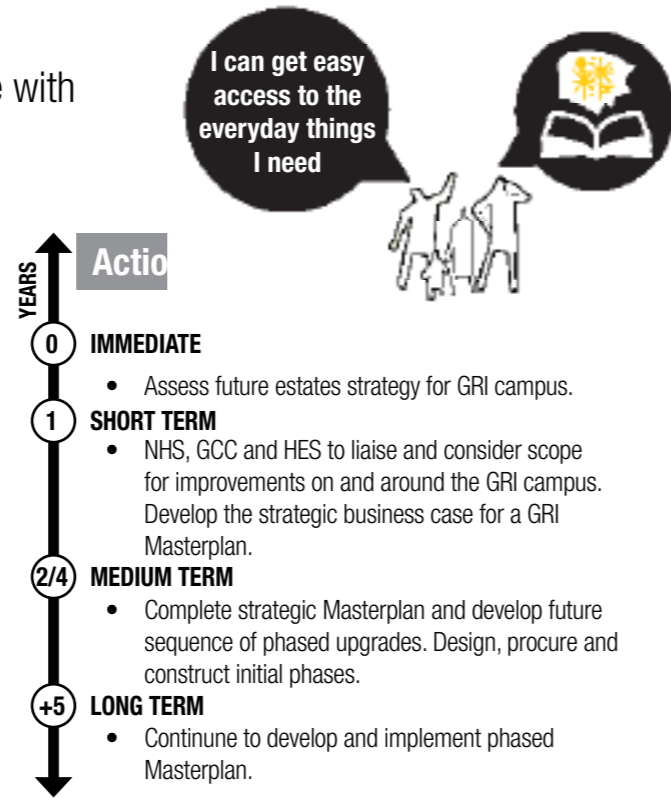 e with
I can get easy
access to the
everyday things
I need
YEARS
Actio
0
IMMEDIATE
• Assess future estates strategy for GRI campus.
1
SHORT TERM
• NHS, GCC and HES to liaise and consider scope
for improvements on and around the GRI campus.
Develop the strategic business case for a GRI
Masterplan.
2/4
MEDIUM TERM
• Complete strategic Masterplan and develop future
sequence of phased upgrades. Design, procure and
construct initial phases.
+5
LONG TERM
• Continune to develop and implement phased
Masterplan.